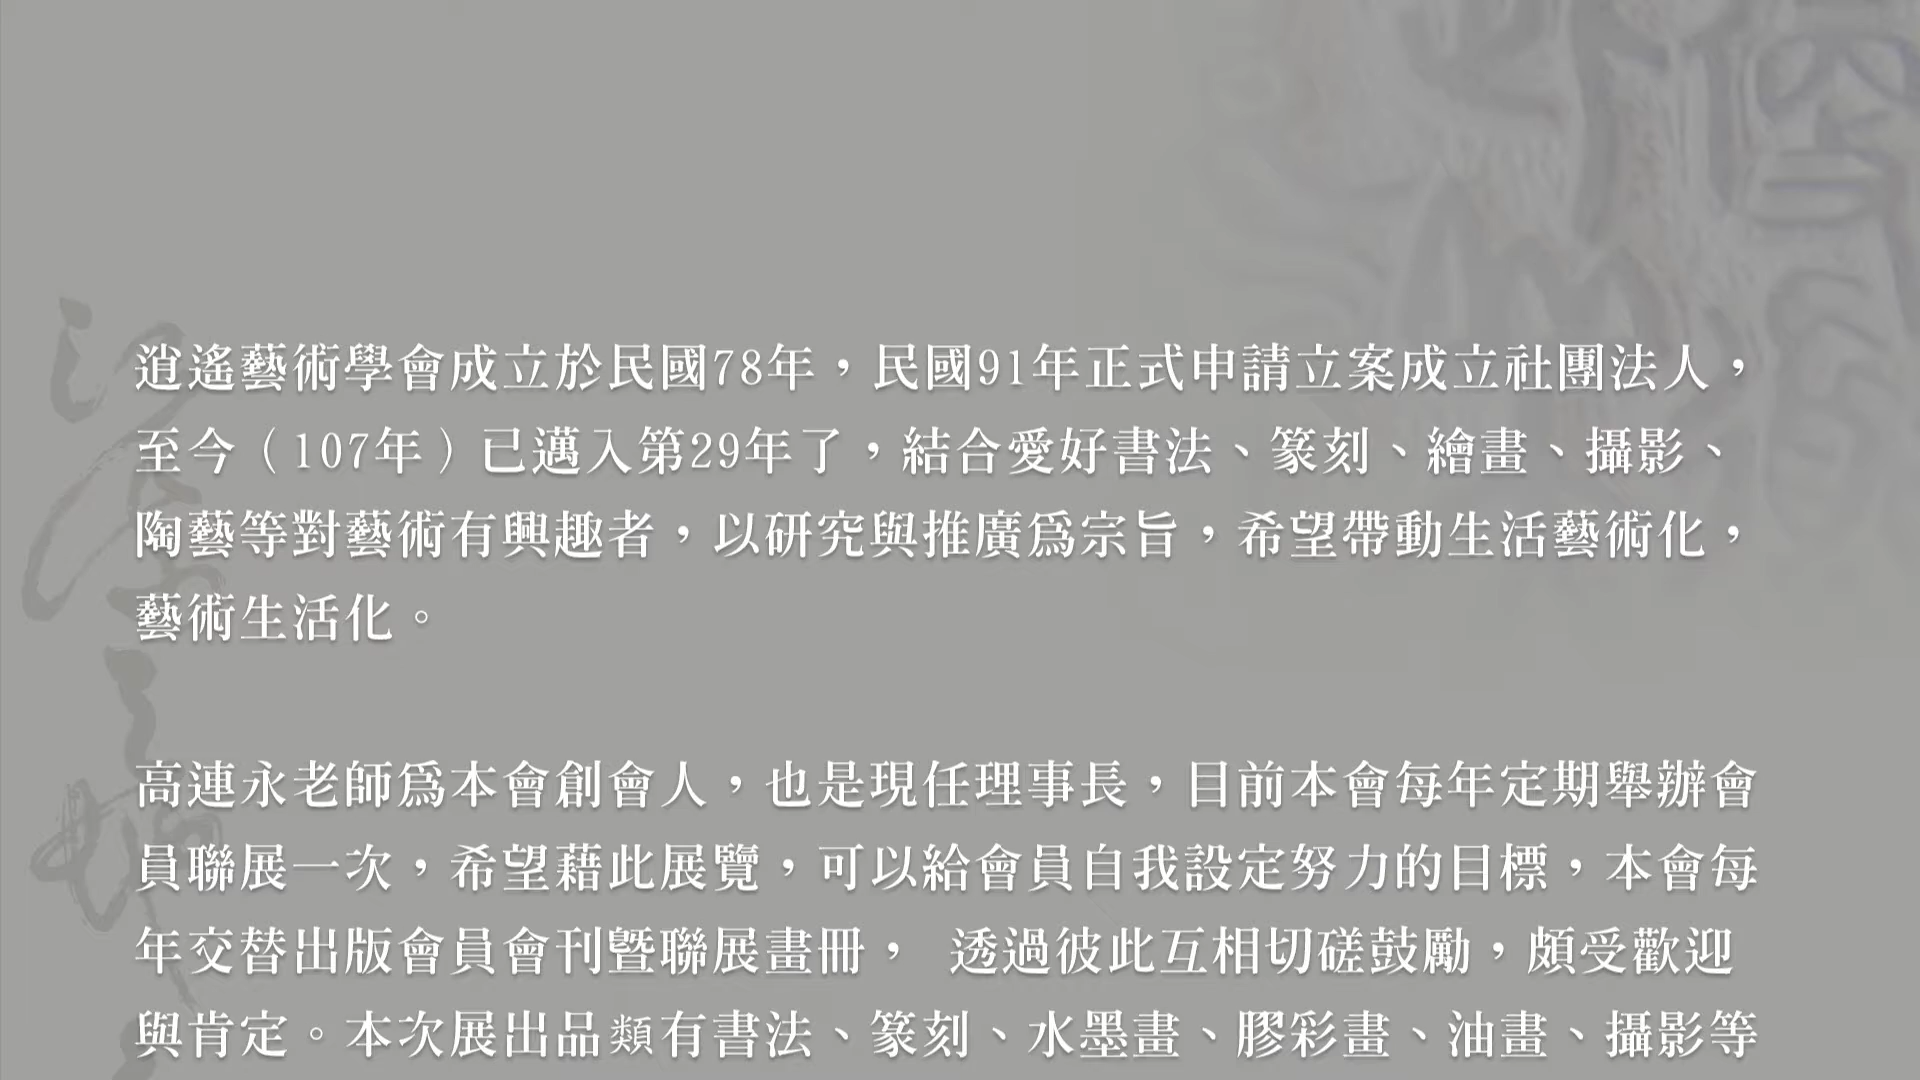 逍遙藝術學會成立於民國78年，民國91年正式申請立案成立社團法人，
至今（107年）已邁入第29年了，結合愛好書法、篆刻、繪畫、攝影、
陶藝等對藝術有興趣者，以研究與推廣為宗旨，希望帶動生活藝術化，
藝術生活化。
高連永老師為本會創會人，也是現任理事長，目前本會每年定期舉辦會
員聯展一次，希望藉此展覽，可以給會員自我設定努力的目標，本會每
年交替出版會員會刊暨聯展畫冊， 透過彼此互相切磋鼓勵，頗受歡迎
與肯定。本次展出品類有書法、篆刻、水墨畫、膠彩畫、油畫、攝影等